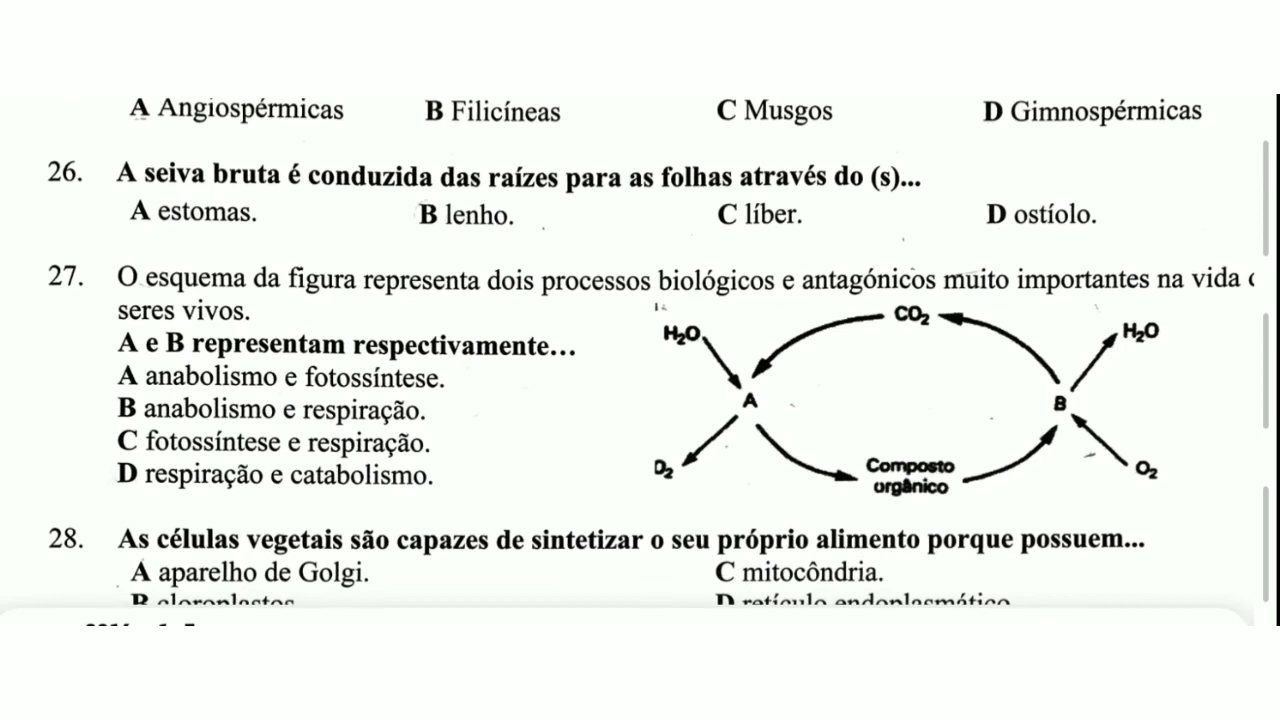 A Angiospérmicas B Filicíneas C Musgos D Gimnospérmicas
26. A seiva bruta é conduzida das raízes para as folhas através do (s)...
A estomas. B lenho. C líber. D ostíolo.
27. O esquema da figura representa dois processos biológicos e antagónicos muito importantes na vida
seres vivos.
A e B representam respectivamente...
A anabolismo e fotossíntese.
B anabolismo e respiração.
C fotossíntese e respiração.
D respiração e catabolismo.
H₂O CO₂ H₂O
A B
O₂ Composto orgânico O₂
28. As células vegetais são capazes de sintetizar o seu próprio alimento porque possuem...
A aparelho de Golgi. C mitocôndria.
B cloroplastos D retículo endoplasmático